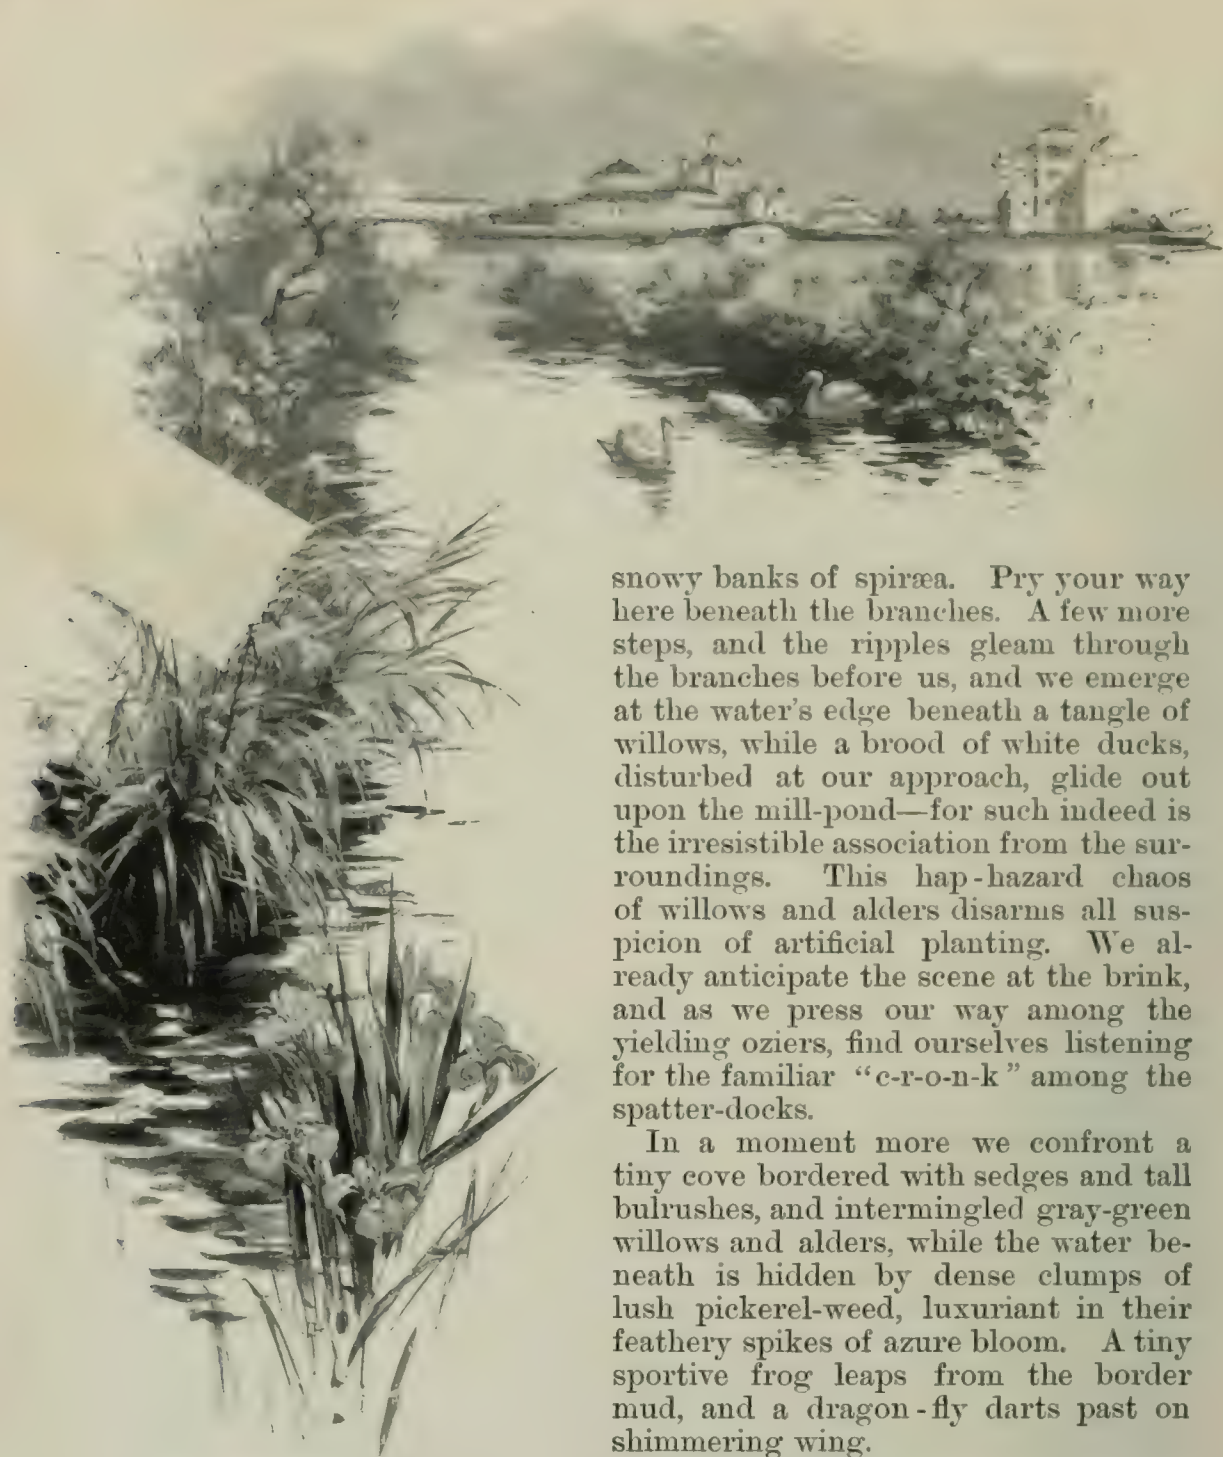 snowy banks of spiræa. Pry your way
here beneath the branches. A few more
steps, and the ripples gleam through
the branches before us, and we emerge
at the water's edge beneath a tangle of
willows, while a brood of white ducks,
disturbed at our approach, glide out
upon the mill-pond—for such indeed is
the irresistible association from the sur-
roundings. This hap-hazard chaos
of willows and alders disarms all sus-
picion of artificial planting. We al-
ready anticipate the scene at the brink,
and as we press our way among the
yielding oziers, find ourselves listening
for the familiar “c-r-o-n-k” among the
spatter-docks.
In a moment more we confront a
tiny cove bordered with sedges and tall
bulrushes, and intermingled gray-green
willows and alders, while the water be-
neath is hidden by dense clumps of
lush pickerel-weed, luxuriant in their
feathery spikes of azure bloom. A tiny
sportive frog leaps from the border
mud, and a dragon-fly darts past on
shimmering wing.